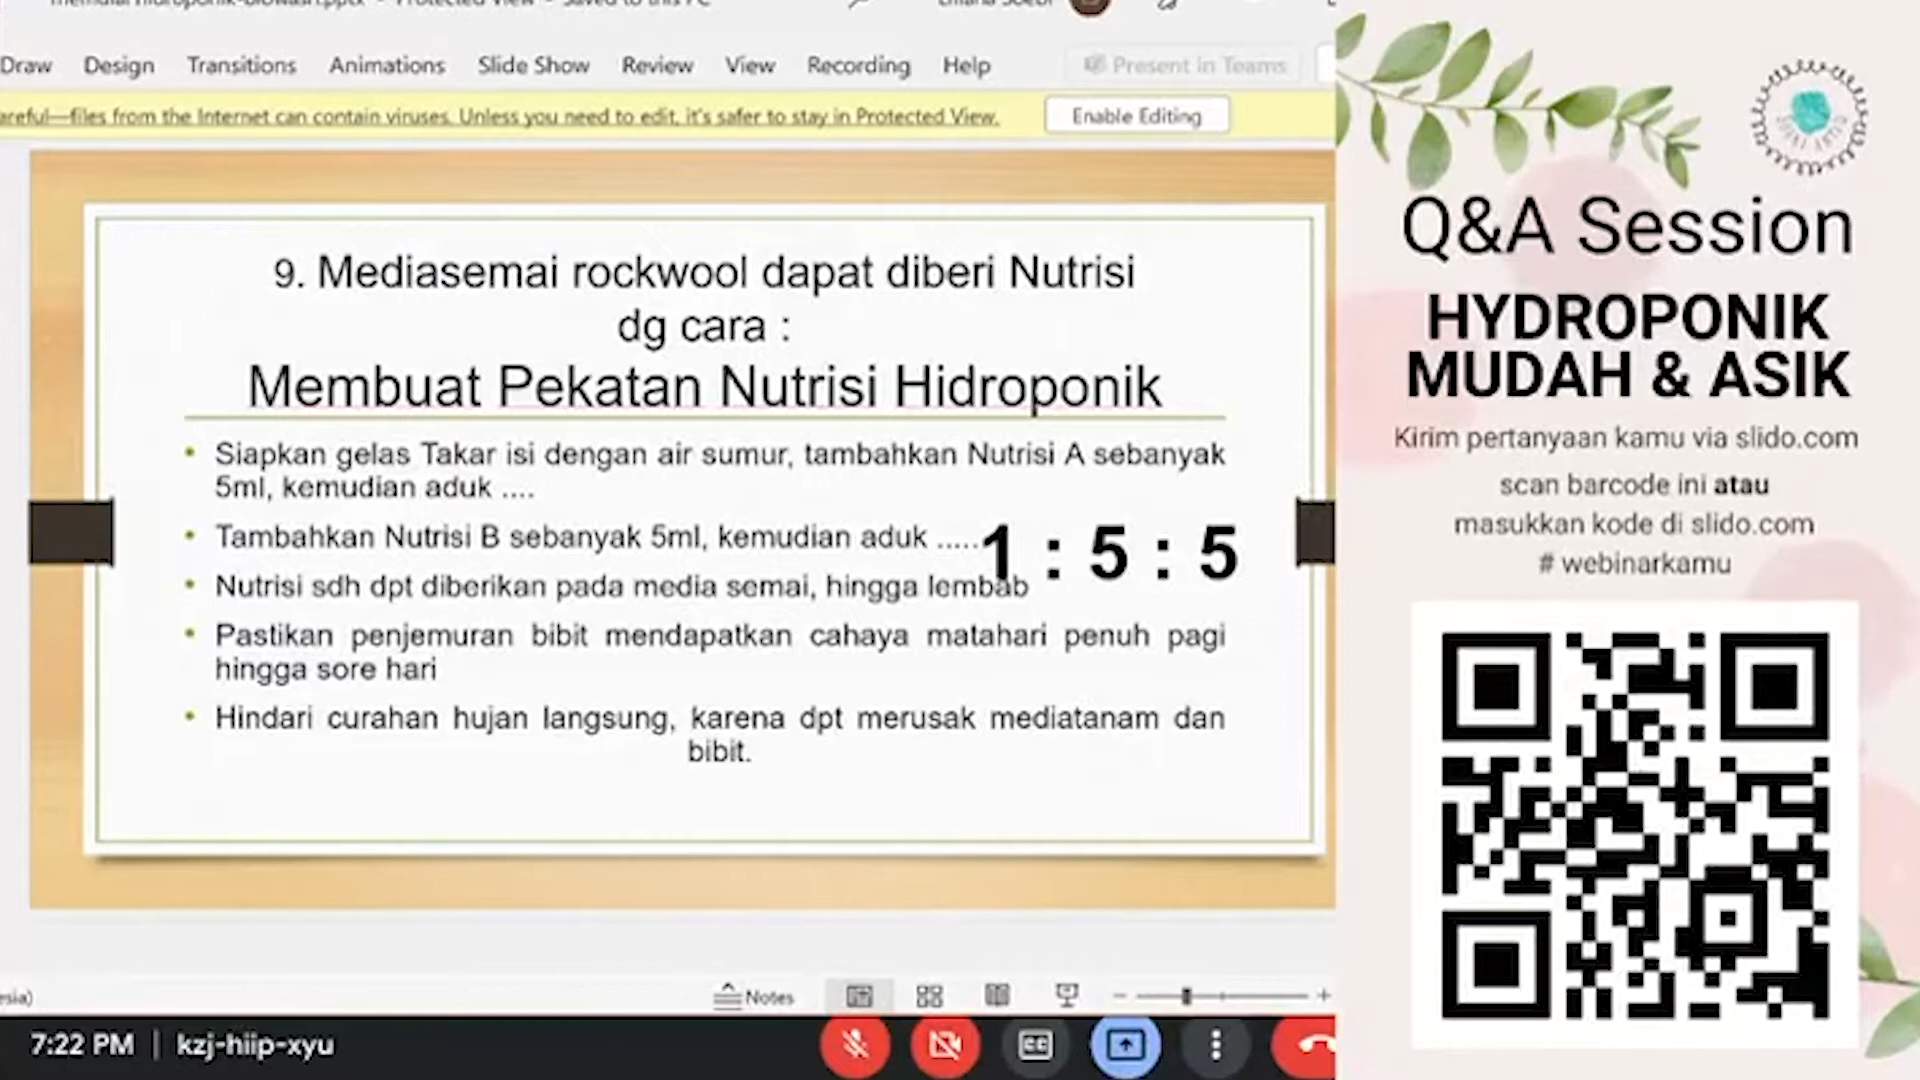 Draw Design Transitions Animations Slide Show Review View Recording Help Present in Teams
areful—files from the Internet can contain viruses. Unless you need to edit, it's safer to stay in Protected View. Enable Editing
9. Mediasemai rockwool dapat diberi Nutrisi
dg cara :
Membuat Pekatan Nutrisi Hidroponik
• Siapkan gelas Takar isi dengan air sumur, tambahkan Nutrisi A sebanyak
5ml, kemudian aduk ....
• Tambahkan Nutrisi B sebanyak 5ml, kemudian aduk .....
1 : 5 : 5
• Nutrisi sdh dpt diberikan pada media semai, hingga lembab
• Pastikan penjemuran bibit mendapatkan cahaya matahari penuh pagi
hingga sore hari
• Hindari curahan hujan langsung, karena dpt merusak mediatanam dan
bibit.
esia)
Notes
7:22 PM | kzj-hiip-xyu
CC
Q&A Session
HYDROPONIK
MUDAH & ASIK
Kirim pertanyaan kamu via slido.com
scan barcode ini atau
masukkan kode di slido.com
# webinarkamu